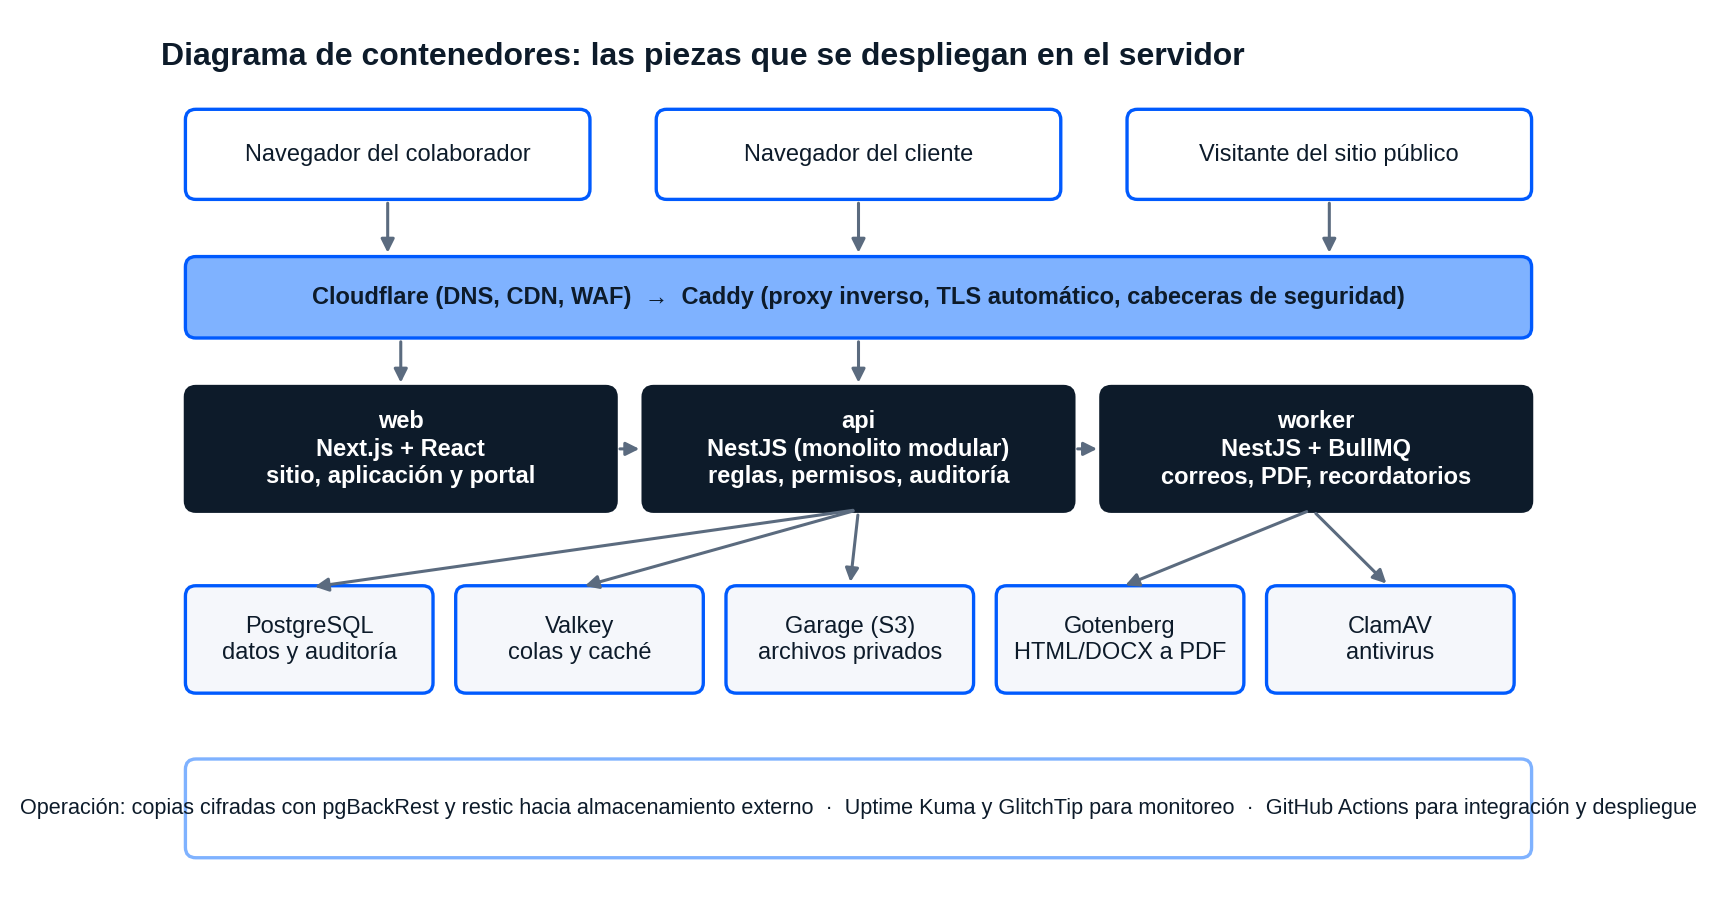 Diagrama de contenedores: las piezas que se despliegan en el servidor
Navegador del colaborador
Navegador del cliente
Visitante del sitio público
Cloudflare (DNS, CDN, WAF) → Caddy (proxy inverso, TLS automático, cabeceras de seguridad)
web
Next.js + React
sitio, aplicación y portal
api
NestJS (monolito modular)
reglas, permisos, auditoría
worker
NestJS + BullMQ
correos, PDF, recordatorios
PostgreSQL
datos y auditoría
Valkey
colas y caché
Garage (S3)
archivos privados
Gotenberg
HTML/DOCX a PDF
ClamAV
antivirus
Operación: copias cifradas con pgBackRest y restic hacia almacenamiento externo · Uptime Kuma y GlitchTip para monitoreo · GitHub Actions para integración y despliegue